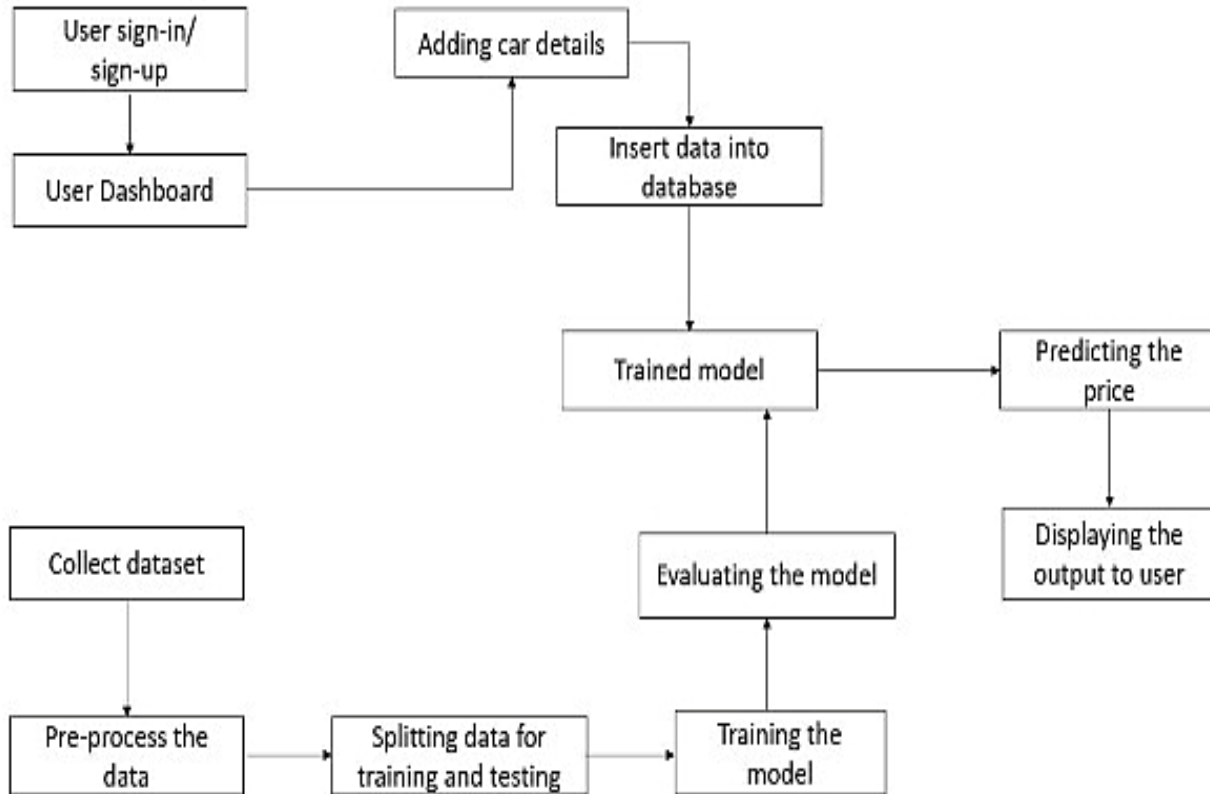 User sign-in/
sign-up
Adding car details
User Dashboard
Insert data into
database
Trained model
Predicting the
price
Collect dataset
Evaluating the model
Displaying the
output to user
Pre-process the
data
Splitting data for
training and testing
Training the
model